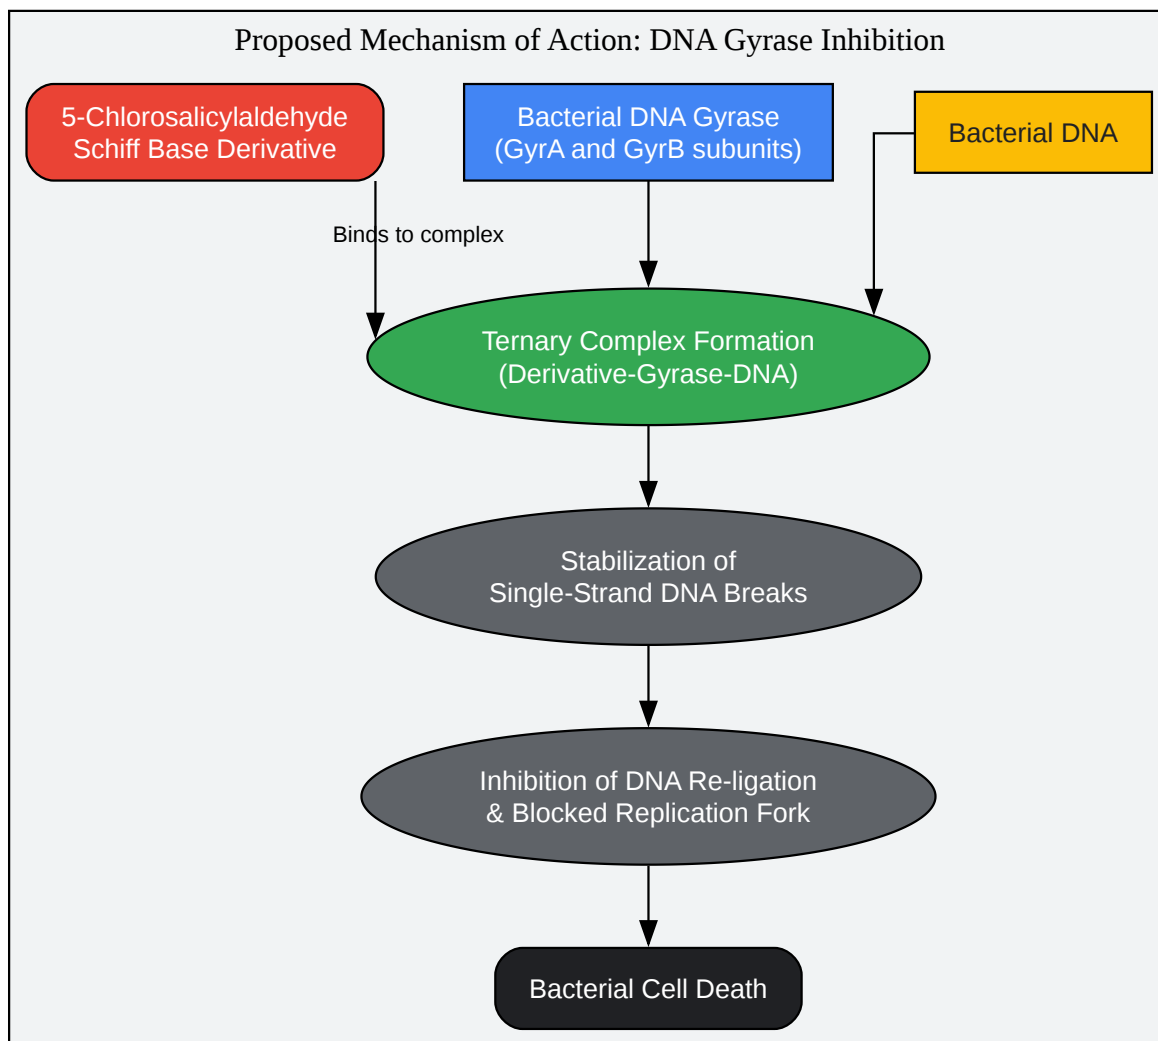 Proposed Mechanism of Action: DNA Gyrase Inhibition
5-Chlorosalicylaldehyde
Schiff Base Derivative
Bacterial DNA Gyrase
(GyrA and GyrB subunits)
Bacterial DNA
Binds to complex
Ternary Complex Formation
(Derivative-Gyrase-DNA)
Stabilization of
Single-Strand DNA Breaks
Inhibition of DNA Re-ligation
& Blocked Replication Fork
Bacterial Cell Death